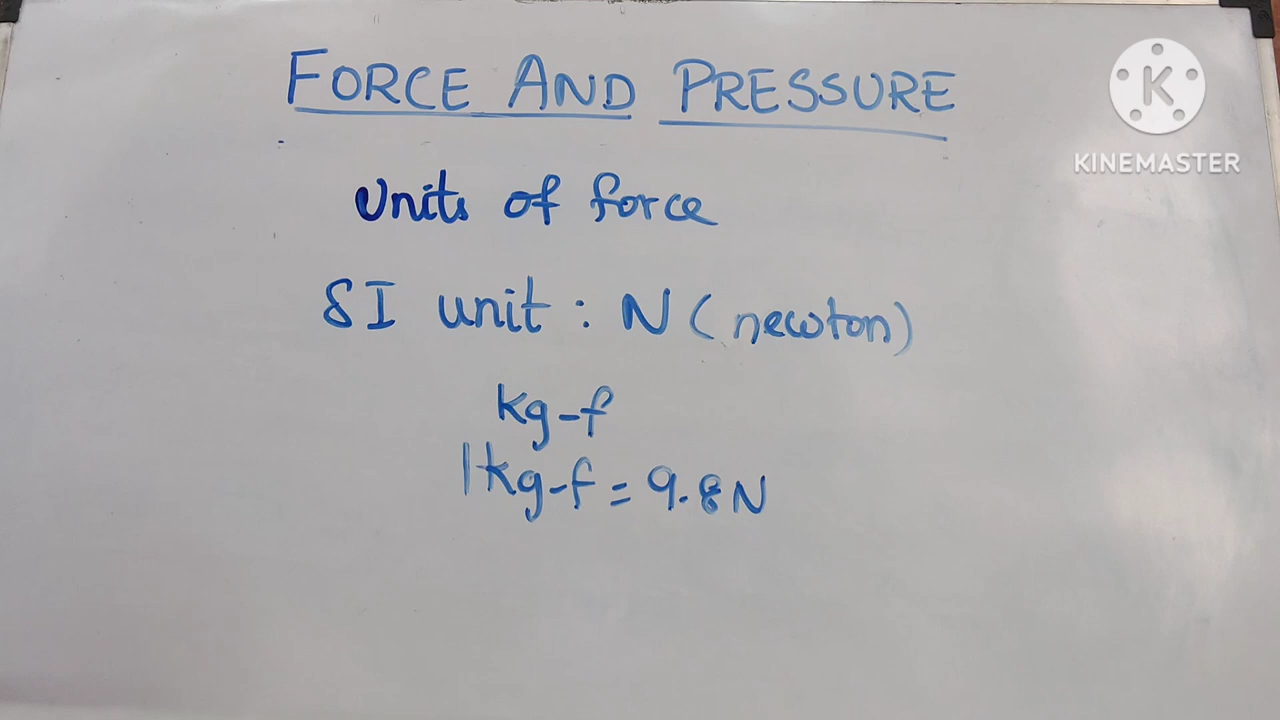 FORCE AND PRESSURE
K
KINEMASTER
Units of force
SI unit : N (newton)
kg-f
1kg-f = 9.8N